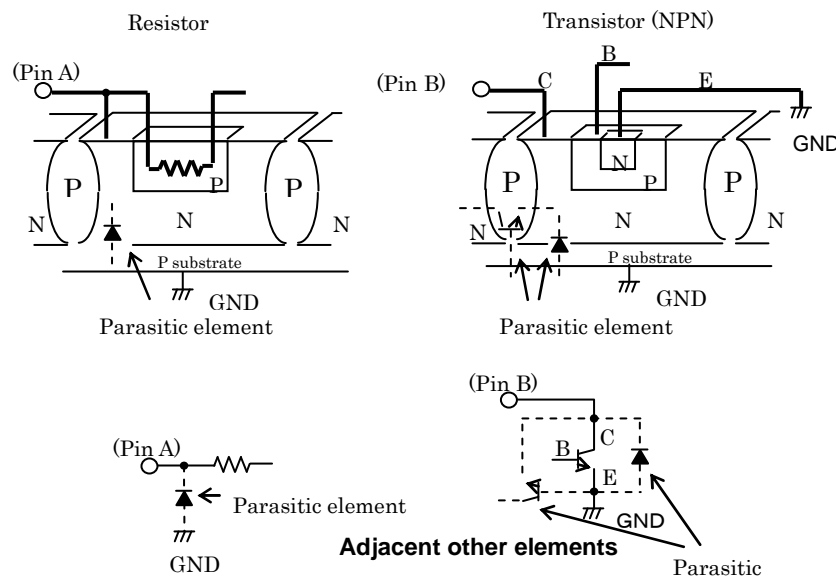 Resistor
Transistor (NPN)
(Pin A)
(Pin B)
C
B
E
GND
P
P
P
N
N
N
P substrate
GND
Parasitic element
P
N
P
P
N
N
N
P substrate
GND
Parasitic element
(Pin A)
Parasitic element
GND
(Pin B)
C
B
E
GND
Adjacent other elements
Parasitic